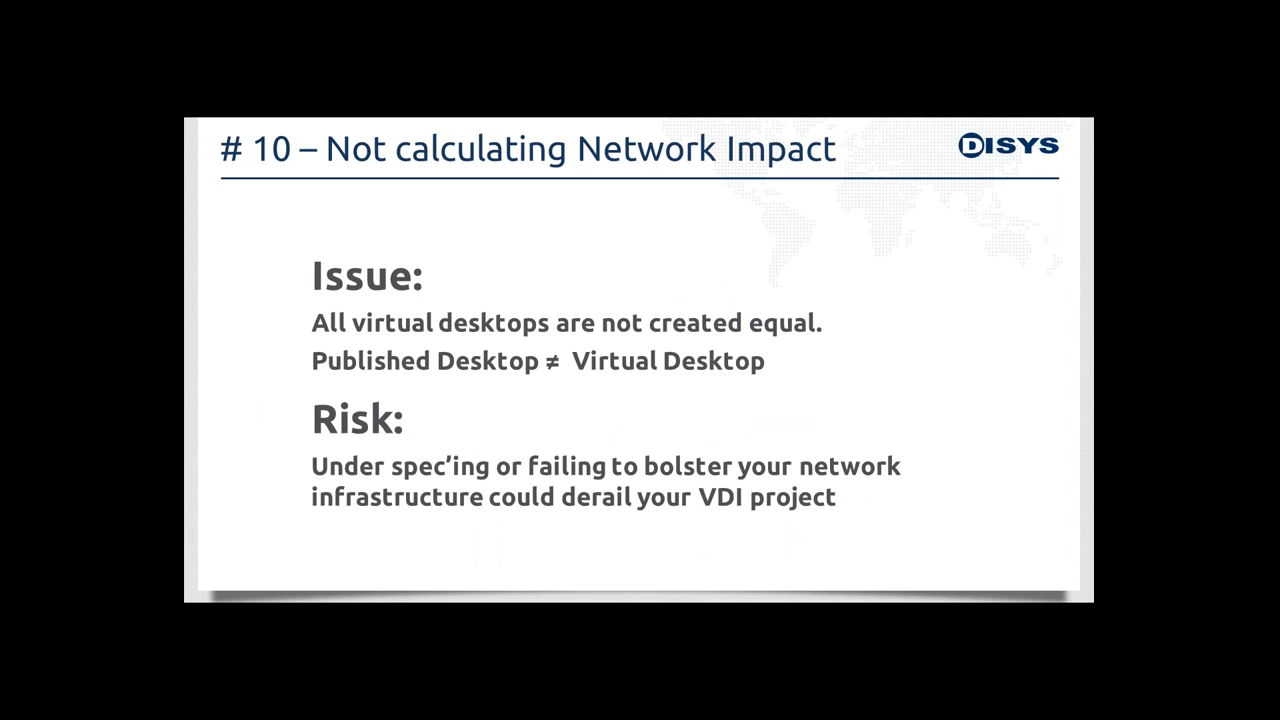 # 10 – Not calculating Network Impact
DISYS
Issue:
All virtual desktops are not created equal.
Published Desktop ≠ Virtual Desktop
Risk:
Under spec’ing or failing to bolster your network
infrastructure could derail your VDI project